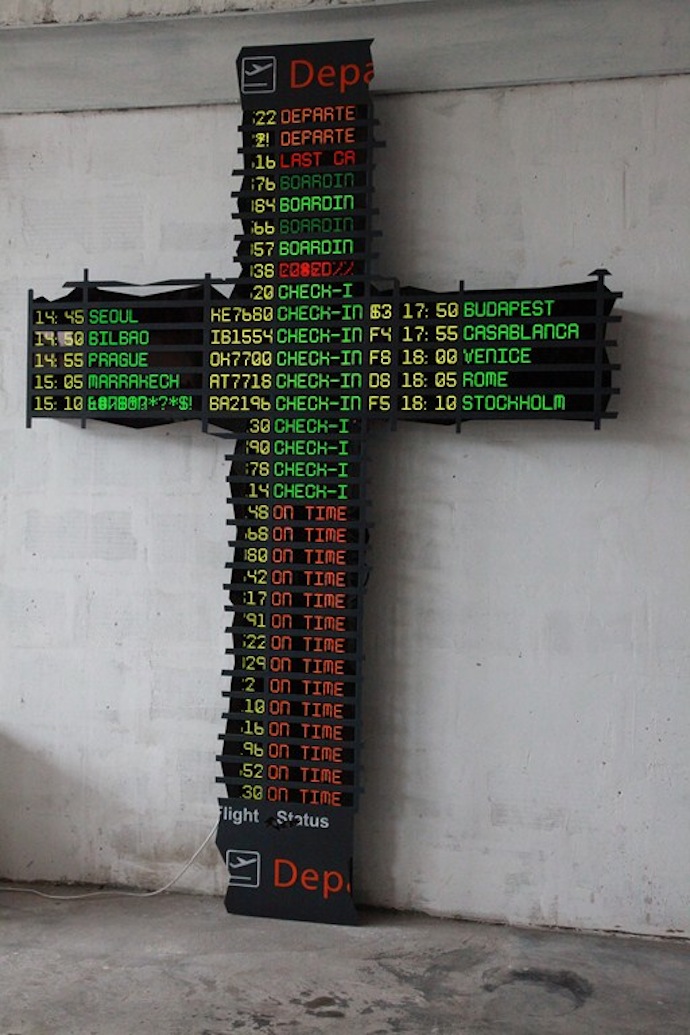 Depa
22 DEPARTE
2! DEPARTE
16 LAST CA
76 BOARDIN
84 BOARDIN
66 BOARDIN
57 BOARDIN
38
20 CHECK-I
14:45 SEOUL KE7680 CHECK-IN 17:50 BUDAPEST
14:50 BILBAO IB1554 CHECK-IN F4 17:55 CASABLANCA
14:55 PRAGUE OK7700 CHECK-IN F8 18:00 VENICE
15:05 MARRAKECH AT7718 CHECK-IN D8 18:05 ROME
15:10 BA2196 CHECK-IN F5 18:10 STOCKHOLM
30 CHECK-I
90 CHECK-I
78 CHECK-I
14 CHECK-I
48 ON TIME
68 ON TIME
80 ON TIME
42 ON TIME
17 ON TIME
91 ON TIME
22 ON TIME
29 ON TIME
2 ON TIME
10 ON TIME
16 ON TIME
96 ON TIME
52 ON TIME
30 ON TIME
Flight Status
Depa